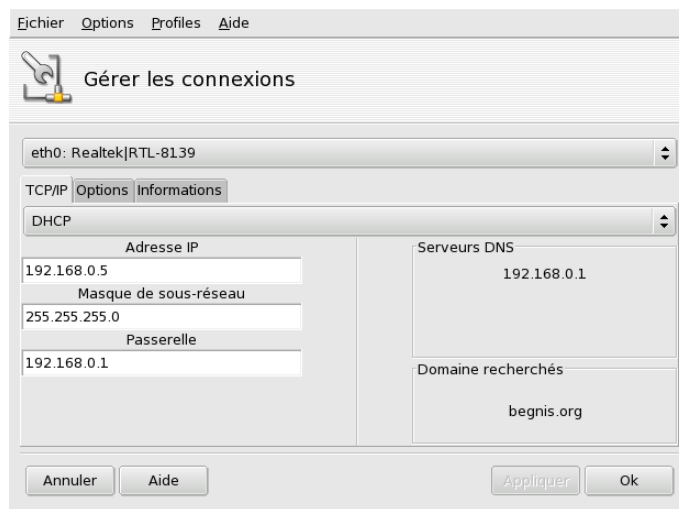 Fichier Options Profiles Aide
Gérer les connexions
eth0: Realtek|RTL-8139
TCP/IP Options Informations
DHCP
Adresse IP
192.168.0.5
Masque de sous-réseau
255.255.255.0
Passerelle
192.168.0.1
Serveurs DNS
192.168.0.1
Domaine recherchés
begnis.org
Annuler Aide Appliquer Ok